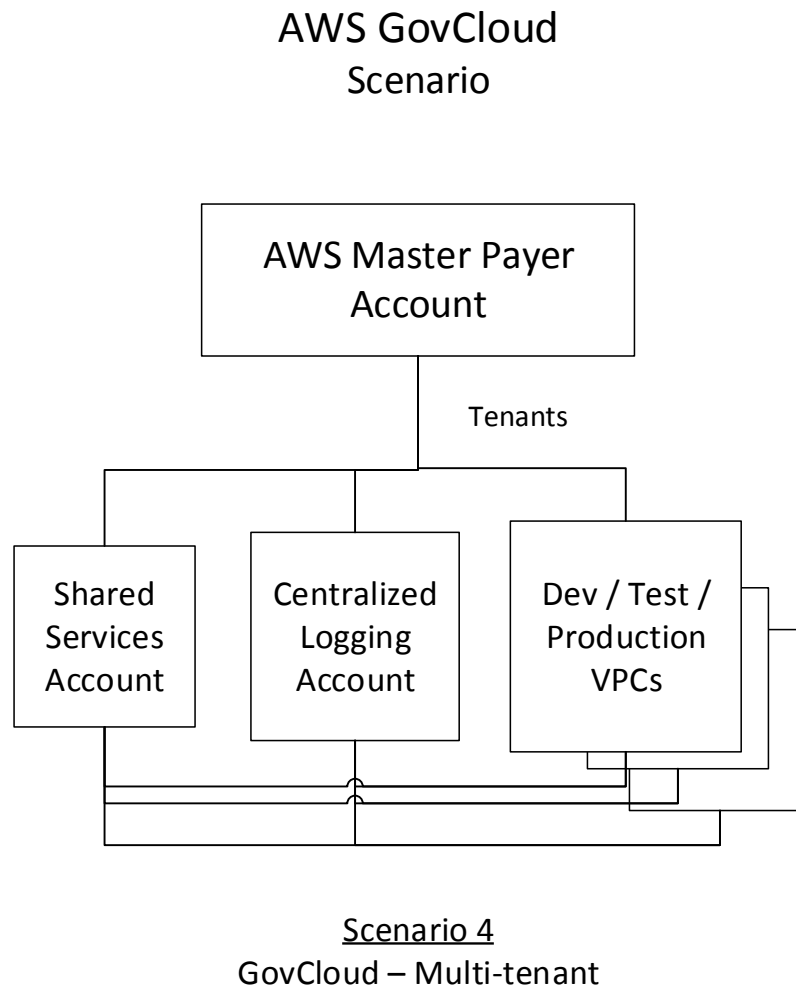 AWS GovCloud
Scenario
AWS Master Payer
Account
Tenants
Shared
Services
Account
Centralized
Logging
Account
Dev / Test /
Production
VPCs
Scenario 4
GovCloud – Multi-tenant